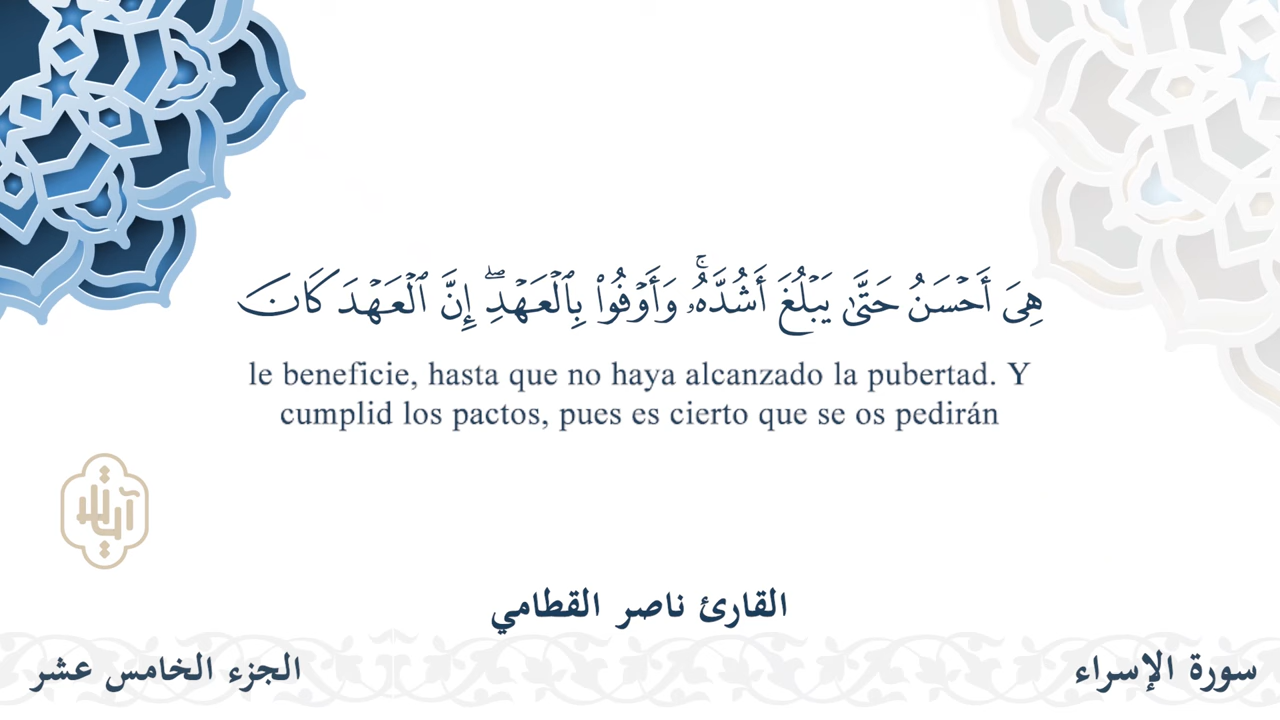 هِيَ أَحْسَنُ حَتَّىٰ يَبْلُغَ أَشُدَّهُۥۚ وَأَوْفُوا۟ بِٱلْعَهْدِۖ إِنَّ ٱلْعَهْدَ كَانَ
le beneficie, hasta que no haya alcanzado la pubertad. Y
cumplid los pactos, pues es cierto que se os pedirán
القارئ ناصر القطامي
سورة الإسراء
الجزء الخامس عشر